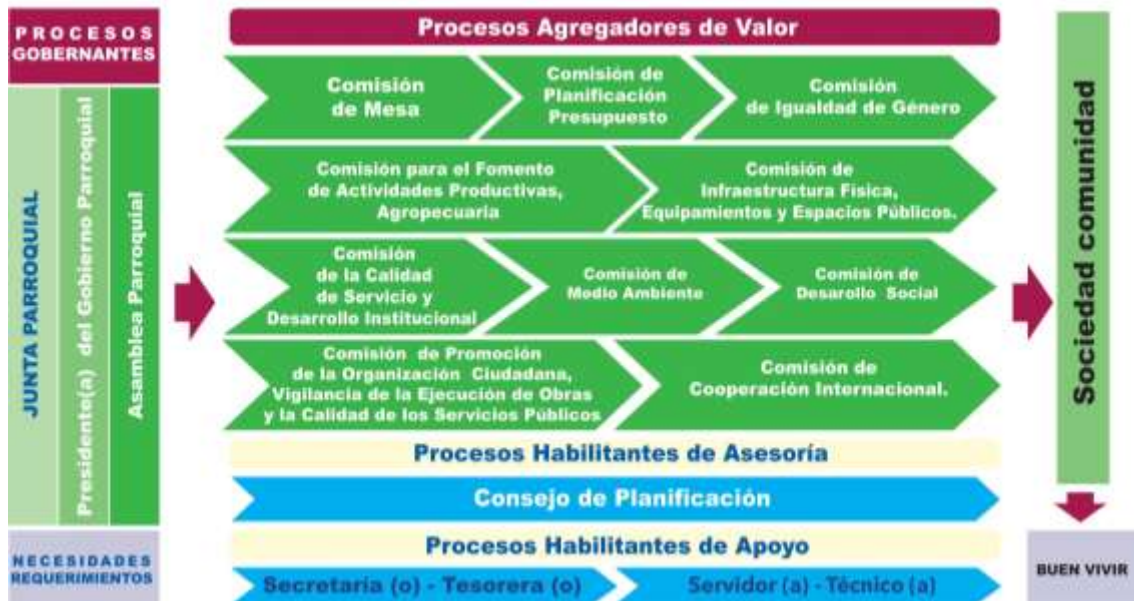 PROCESOS
GOBERNANTES
JUNTA PARROQUIAL
Presidente(a) del Gobierno Parroquial
Asamblea Parroquial
NECESIDADES
REQUERIMIENTOS
Procesos Agregadores de Valor
Comisión
de Mesa
Comisión de
Planificación
Presupuesto
Comisión
de Igualdad de Género
Comisión para el Fomento
de Actividades Productivas,
Agropecuaria
Comisión de
Infraestructura Física,
Equipamientos y Espacios Públicos.
Comisión
de la Calidad
de Servicio y
Desarrollo Institucional
Comisión de
Medio Ambiente
Comisión de
Desarollo Social
Comisión de Promoción
de la Organización Ciudadana,
Vigilancia de la Ejecución de Obras
y la Calidad de los Servicios Públicos
Comisión de
Cooperación Internacional.
Procesos Habilitantes de Asesoría
Consejo de Planificación
Procesos Habilitantes de Apoyo
Secretaría (o) - Tesorera (o)
Servidor (a) - Técnico (a)
Sociedad comunidad
BUEN VIVIR